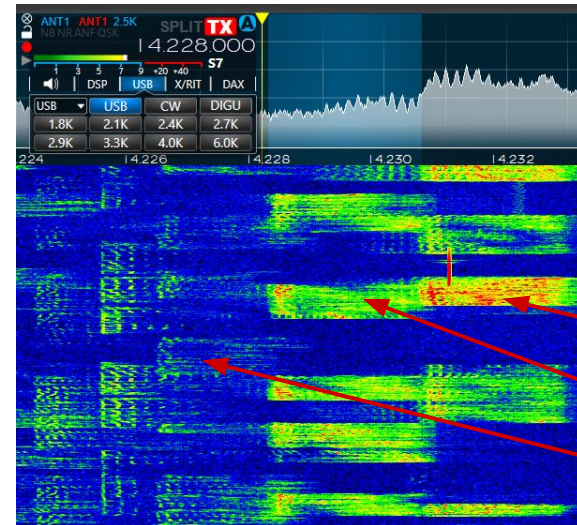 ANT1 ANT1 2.5K SPLIT TX A
NB NR ANF QSK
14.228.000
S7
1 3 5 7 9 +20 +40
DSP USB X/RIT DAX
USB USB CW DIGU
1.8K 2.1K 2.4K 2.7K
2.9K 3.3K 4.0K 6.0K
.224 14.226 14.228 14.230 14.232